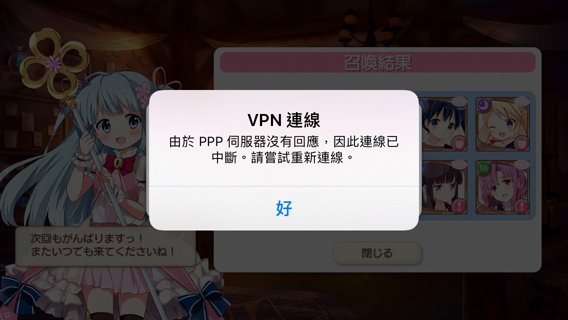 召喚結果
VPN 連線
由於 PPP 伺服器沒有回應，因此連線已
中斷。請嘗試重新連線。
好
次回もがんばりますっ！
またいつでも来てくださいね！
閉じる